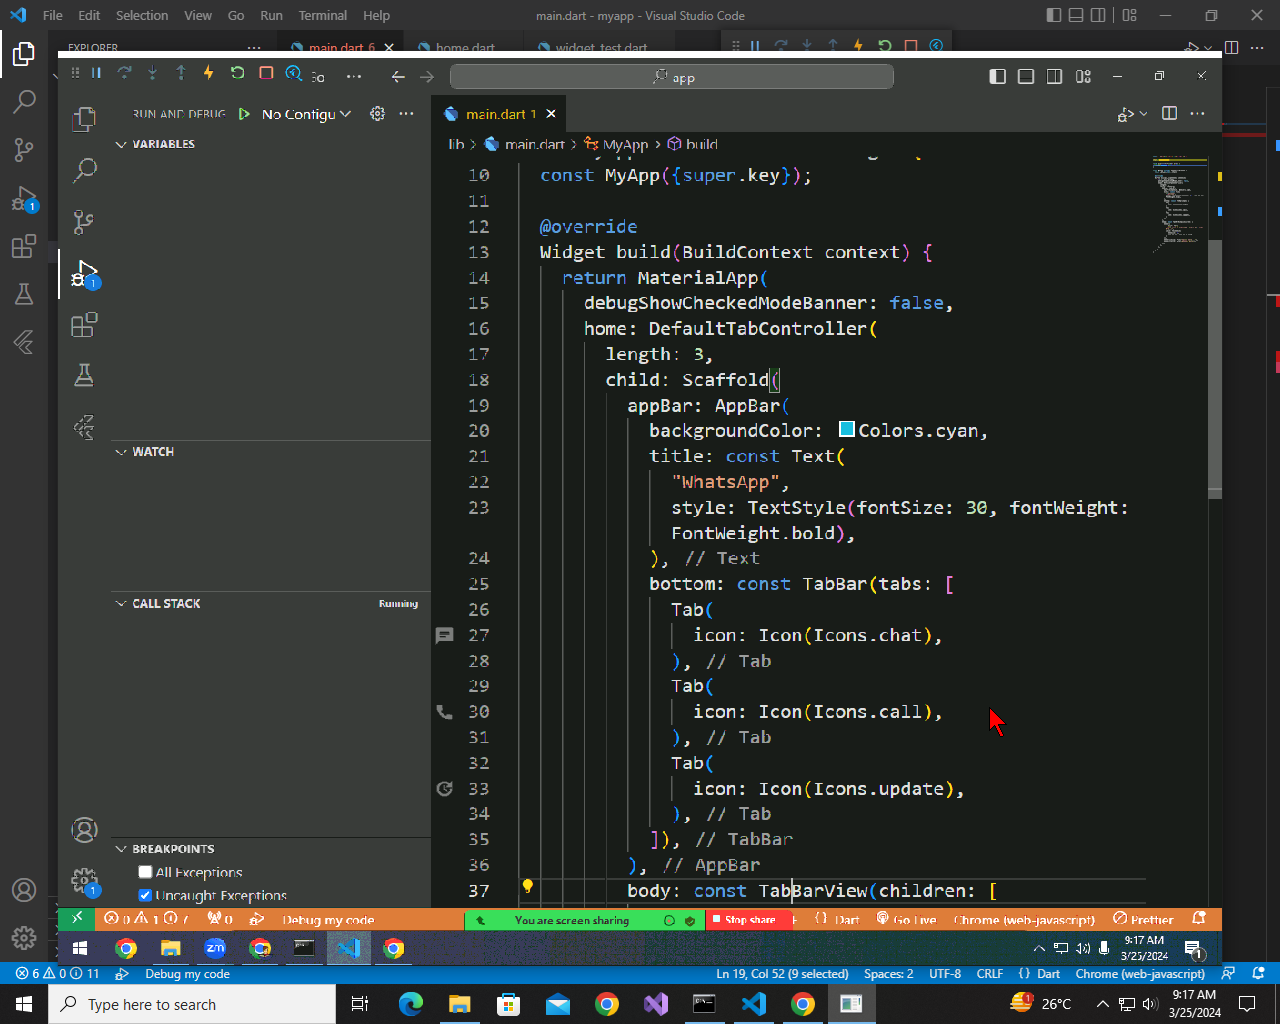 File Edit Selection View Go Run Terminal Help main.dart - myapp - Visual Studio Code
EXPLORER main.dart 6 home.dart widget_test.dart
Go app
RUN AND DEBUG No Configu main.dart 1
VARIABLES
lib > main.dart > MyApp > build
10 const MyApp({super.key});
11
12 @override
13 Widget build(BuildContext context) {
14 return MaterialApp(
15 debugShowCheckedModeBanner: false,
16 home: DefaultTabController(
17 length: 3,
18 child: Scaffold(
19 appBar: AppBar(
20 backgroundColor: Colors.cyan,
21 title: const Text(
22 "WhatsApp",
23 style: TextStyle(fontSize: 30, fontWeight:
FontWeight.bold),
24 ), // Text
25 bottom: const TabBar(tabs: [
26 Tab(
27 icon: Icon(Icons.chat),
28 ), // Tab
29 Tab(
30 icon: Icon(Icons.call),
31 ), // Tab
32 Tab(
33 icon: Icon(Icons.update),
34 ), // Tab
35 ]), // TabBar
36 ), // AppBar
37 body: const TabBarView(children: [
WATCH
CALL STACK Running
BREAKPOINTS
All Exceptions
Uncaught Exceptions
1
1
1
0 1 7 0 Debug my code You are screen sharing Stop share {} Dart Go Live Chrome (web-javascript) Prettier
zm 9:17 AM
3/25/2024 1
6 0 11 Debug my code Ln 19, Col 52 (9 selected) Spaces: 2 UTF-8 CRLF {} Dart Chrome (web-javascript)
Type here to search 1 26°C 9:17 AM
3/25/2024